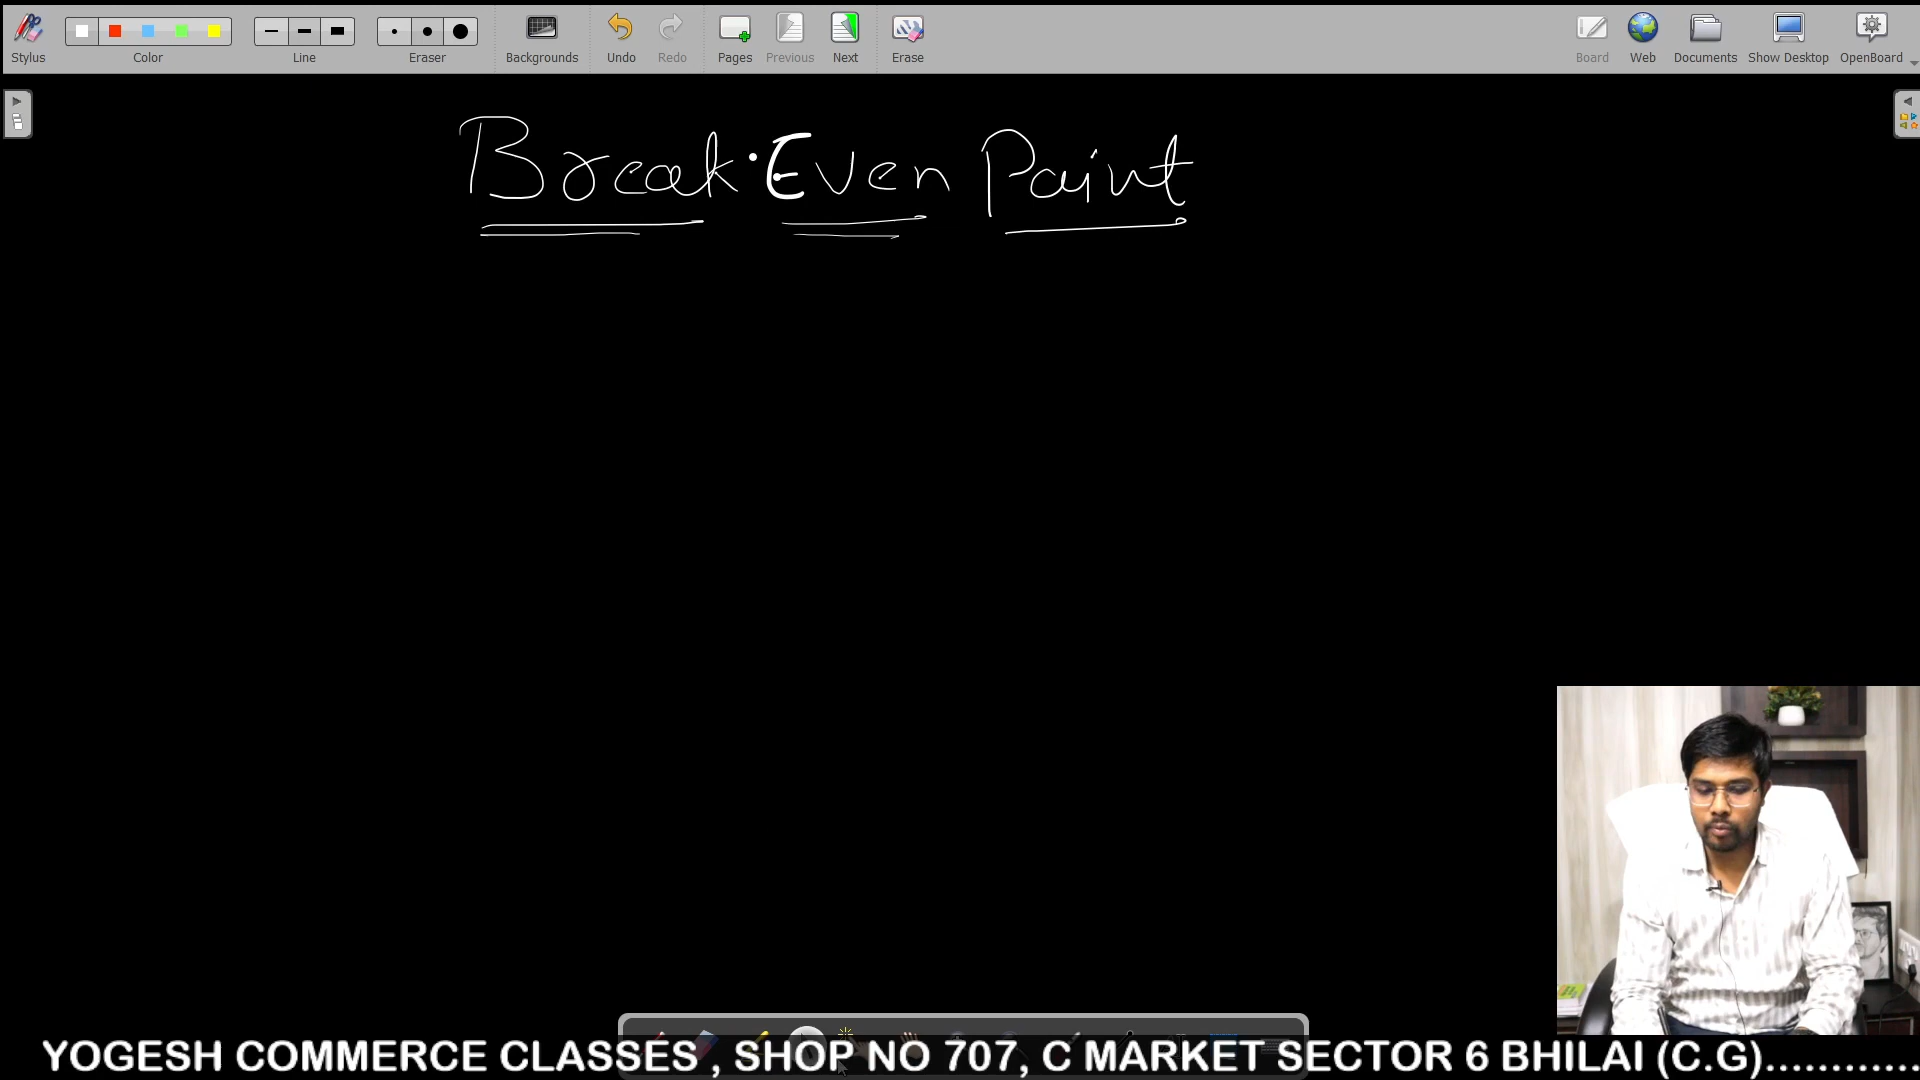 Stylus Color Line Eraser Backgrounds Undo Redo Pages Previous Next Erase Board Web Documents Show Desktop OpenBoard
Break Even Point
YOGESH COMMERCE CLASSES , SHOP NO 707, C MARKET SECTOR 6 BHILAI (C.G).............